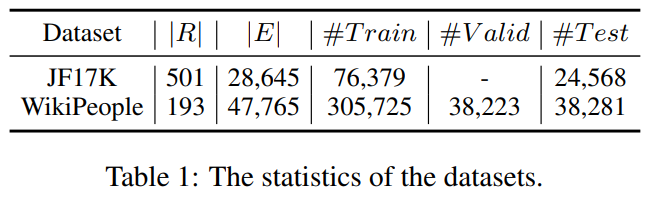 Dataset | |R| | |E| | #Train | #Valid | #Test
JF17K | 501 | 28,645 | 76,379 | - | 24,568
WikiPeople | 193 | 47,765 | 305,725 | 38,223 | 38,281
Table 1: The statistics of the datasets.